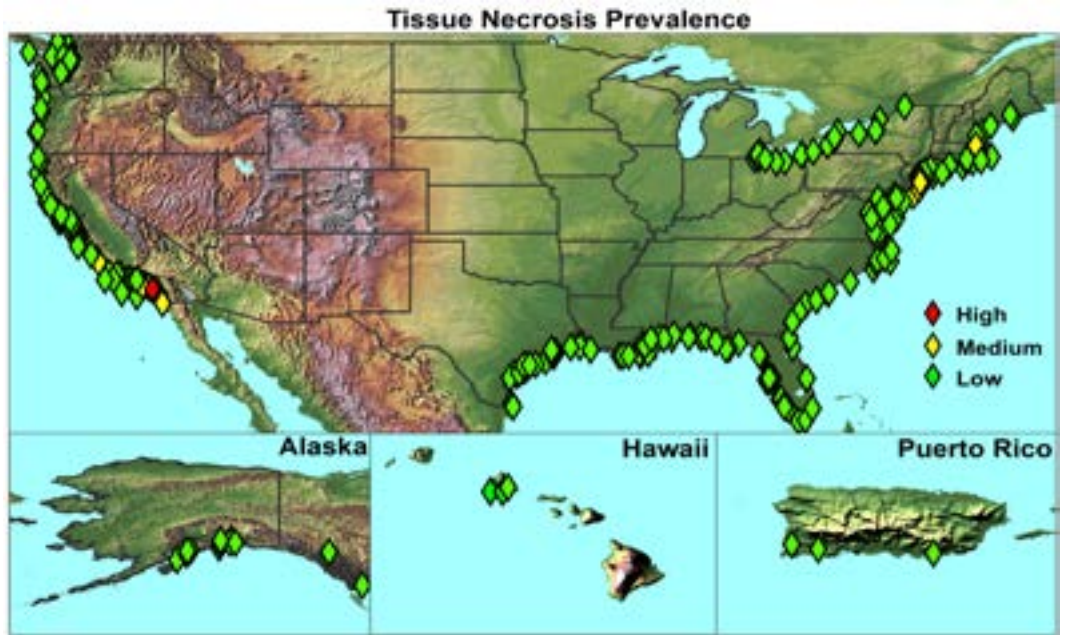 Tissue Necrosis Prevalence
High
Medium
Low
Alaska
Hawaii
Puerto Rico